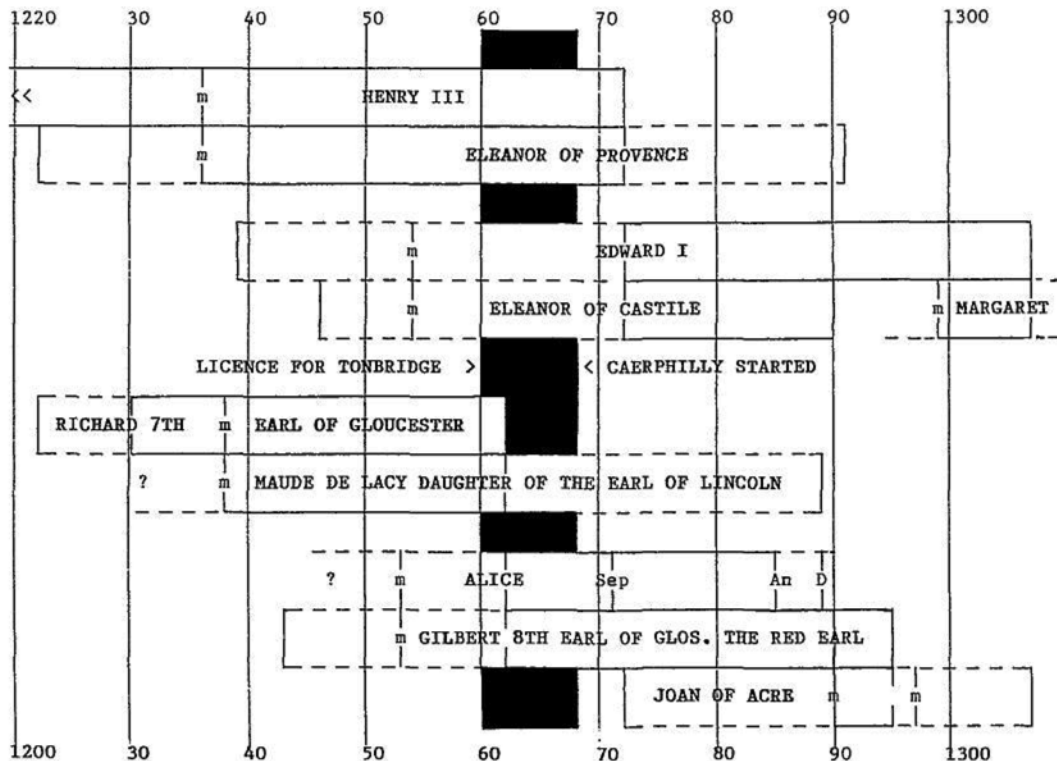 1220 30 40 50 60 70 80 90 1300
<< m HENRY III
m ELEANOR OF PROVENCE
m EDWARD I
m ELEANOR OF CASTILE m MARGARET
LICENCE FOR TONBRIDGE > < CAERPHILLY STARTED
RICHARD 7TH m EARL OF GLOUCESTER
? m MAUDE DE LACY DAUGHTER OF THE EARL OF LINCOLN
? m ALICE Sep An D
m GILBERT 8TH EARL OF GLOS. THE RED EARL
JOAN OF ACRE m m
1200 30 40 50 60 70 80 90 1300